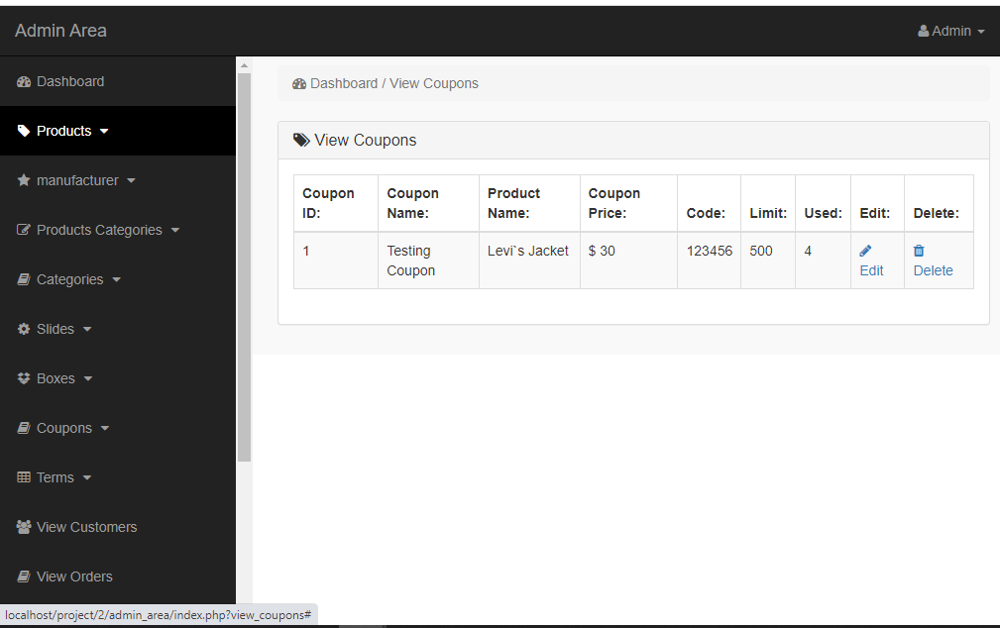 Admin Area
Admin
Dashboard
Products
manufacturer
Products Categories
Categories
Slides
Boxes
Coupons
Terms
View Customers
View Orders
Dashboard / View Coupons
View Coupons
Coupon ID: Coupon Name: Product Name: Coupon Price: Code: Limit: Used: Edit: Delete:
1 Testing Coupon Levi`s Jacket $ 30 123456 500 4 Edit Delete
localhost/project/2/admin_area/index.php?view_coupons#